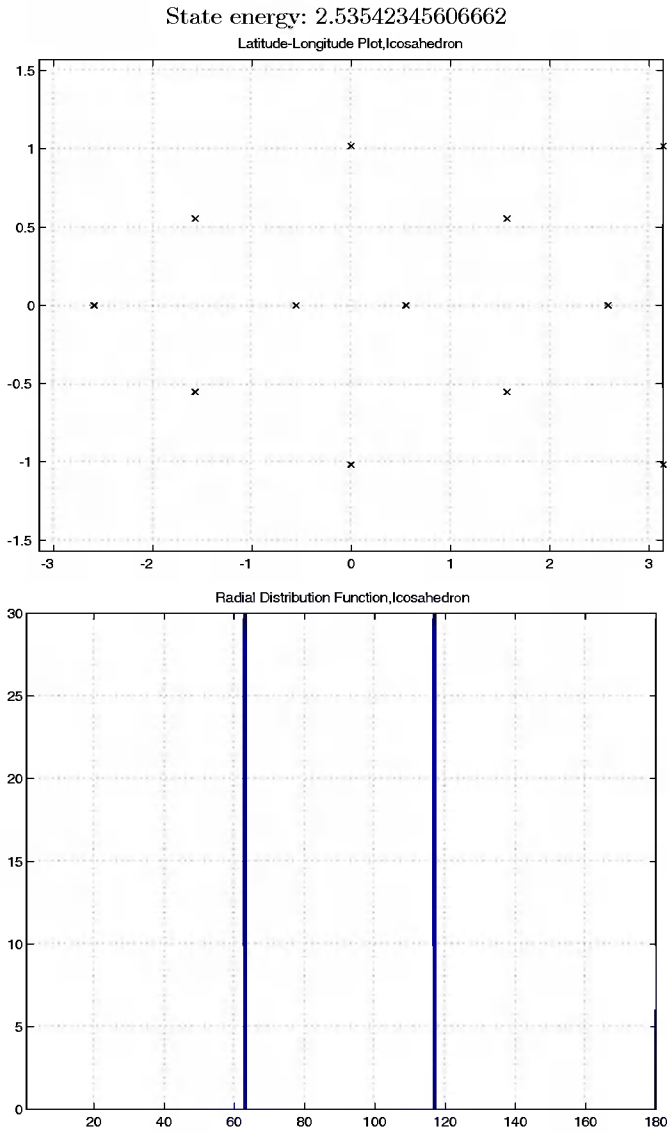 State energy: 2.53542345606662
Latitude-Longitude Plot,Icosahedron
1.5
1
0.5
0
-0.5
-1
-1.5
-3 -2 -1 0 1 2 3
Radial Distribution Function,Icosahedron
30
25
20
15
10
5
0
20 40 60 80 100 120 140 160 180